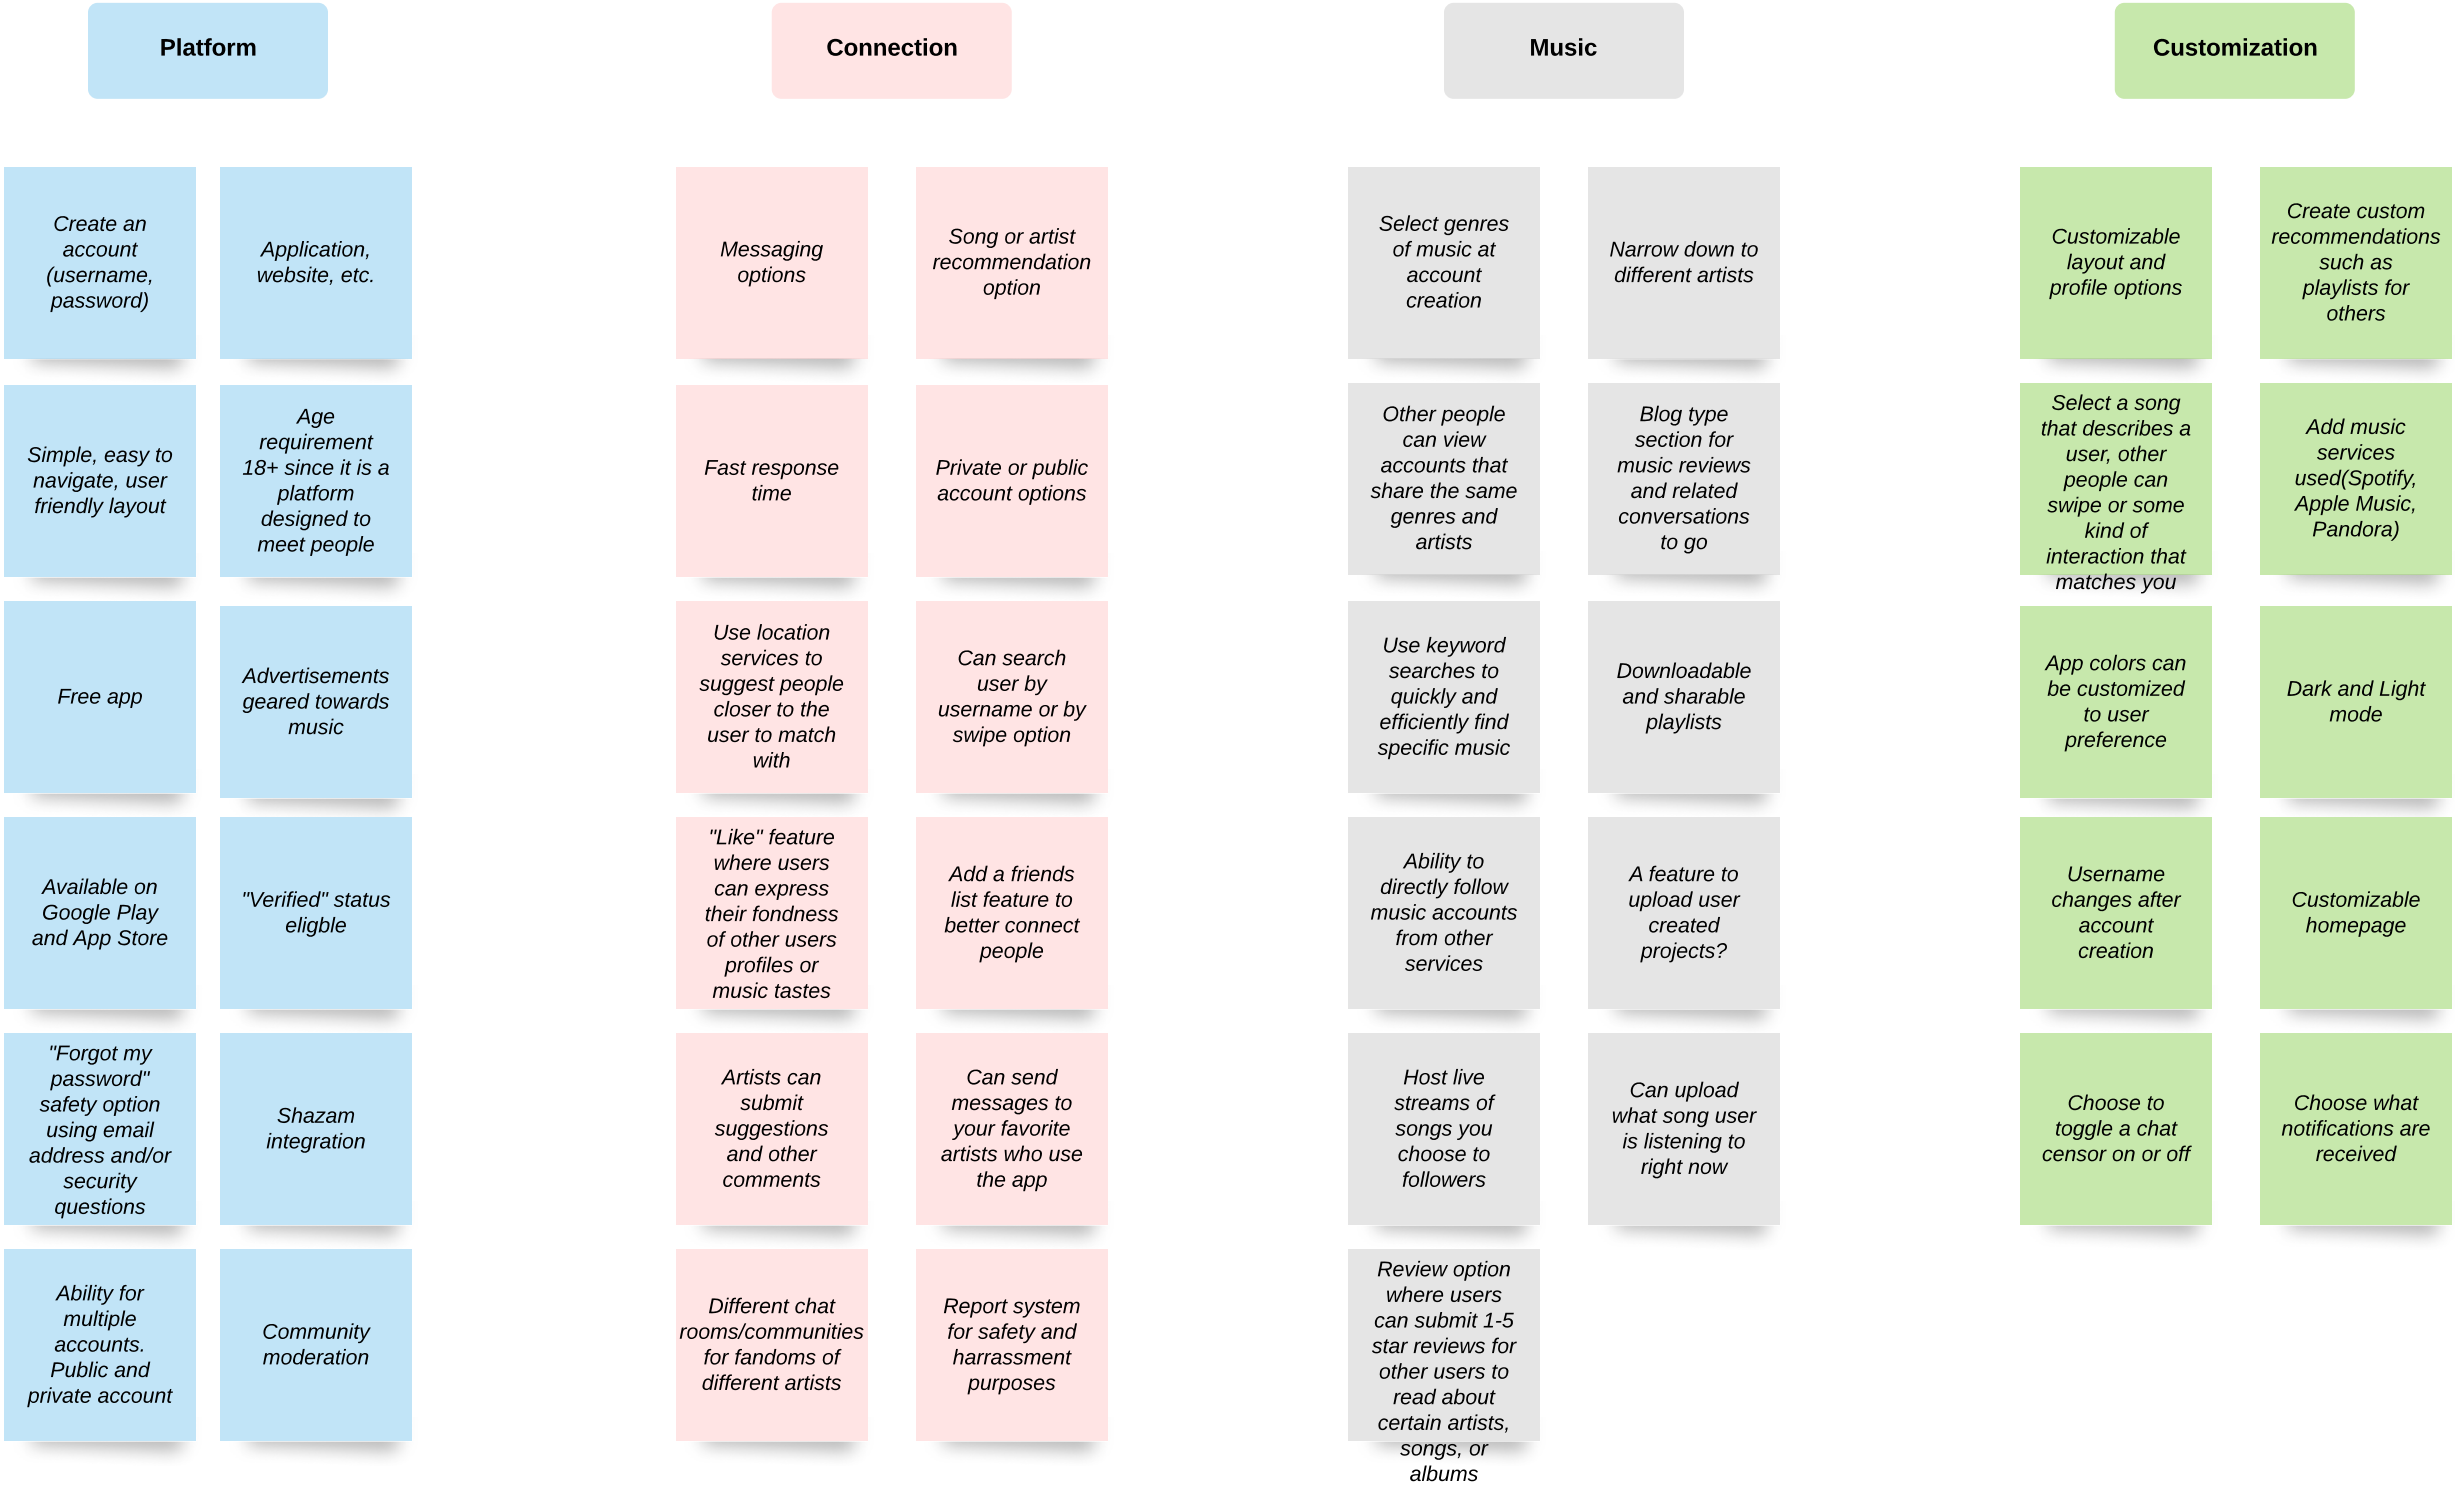 Platform
Connection
Music
Customization
Create an
account
(username,
password)
Application,
website, etc.
Simple, easy to
navigate, user
friendly layout
Age
requirement
18+ since it is a
platform
designed to
meet people
Free app
Advertisements
geared towards
music
Available on
Google Play
and App Store
"Verified" status
eligble
"Forgot my
password"
safety option
using email
address and/or
security
questions
Shazam
integration
Ability for
multiple
accounts.
Public and
private account
Community
moderation
Messaging
options
Song or artist
recommendation
option
Fast response
time
Private or public
account options
Use location
services to
suggest people
closer to the
user to match
with
Can search
user by
username or by
swipe option
"Like" feature
where users
can express
their fondness
of other users
profiles or
music tastes
Add a friends
list feature to
better connect
people
Artists can
submit
suggestions
and other
comments
Can send
messages to
your favorite
artists who use
the app
Different chat
rooms/communities
for fandoms of
different artists
Report system
for safety and
harrassment
purposes
Select genres
of music at
account
creation
Narrow down to
different artists
Other people
can view
accounts that
share the same
genres and
artists
Blog type
section for
music reviews
and related
conversations
to go
Use keyword
searches to
quickly and
efficiently find
specific music
Downloadable
and sharable
playlists
Ability to
directly follow
music accounts
from other
services
A feature to
upload user
created
projects?
Host live
streams of
songs you
choose to
followers
Can upload
what song user
is listening to
right now
Review option
where users
can submit 1-5
star reviews for
other users to
read about
certain artists,
songs, or
albums
Customizable
layout and
profile options
Create custom
recommendations
such as
playlists for
others
Select a song
that describes a
user, other
people can
swipe or some
kind of
interaction that
matches you
Add music
services
used(Spotify,
Apple Music,
Pandora)
App colors can
be customized
to user
preference
Dark and Light
mode
Username
changes after
account
creation
Customizable
homepage
Choose to
toggle a chat
censor on or off
Choose what
notifications are
received